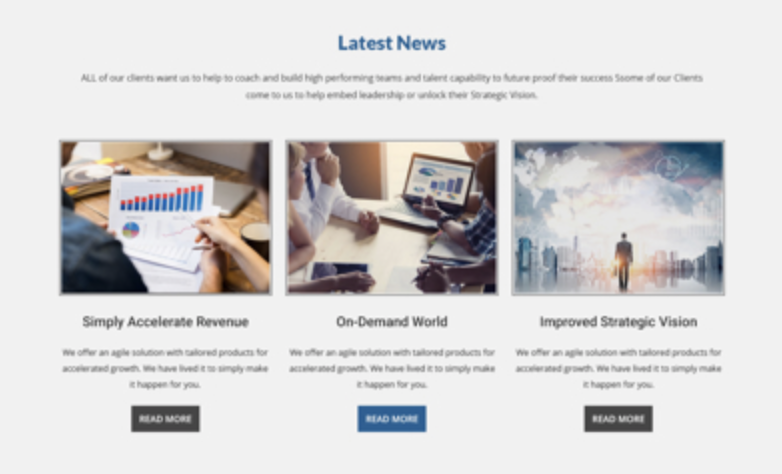 Latest News
ALL of our clients want us to help to coach and build high performing teams and talent capability to future proof their success Ssome of our Clients
come to us to help embed leadership or unlock their Strategic Vision.
Simply Accelerate Revenue
We offer an agile solution with tailored products for
accelerated growth. We have lived it to simply make
it happen for you.
READ MORE
On-Demand World
We offer an agile solution with tailored products for
accelerated growth. We have lived it to simply make
it happen for you.
READ MORE
Improved Strategic Vision
We offer an agile solution with tailored products for
accelerated growth. We have lived it to simply make
it happen for you.
READ MORE